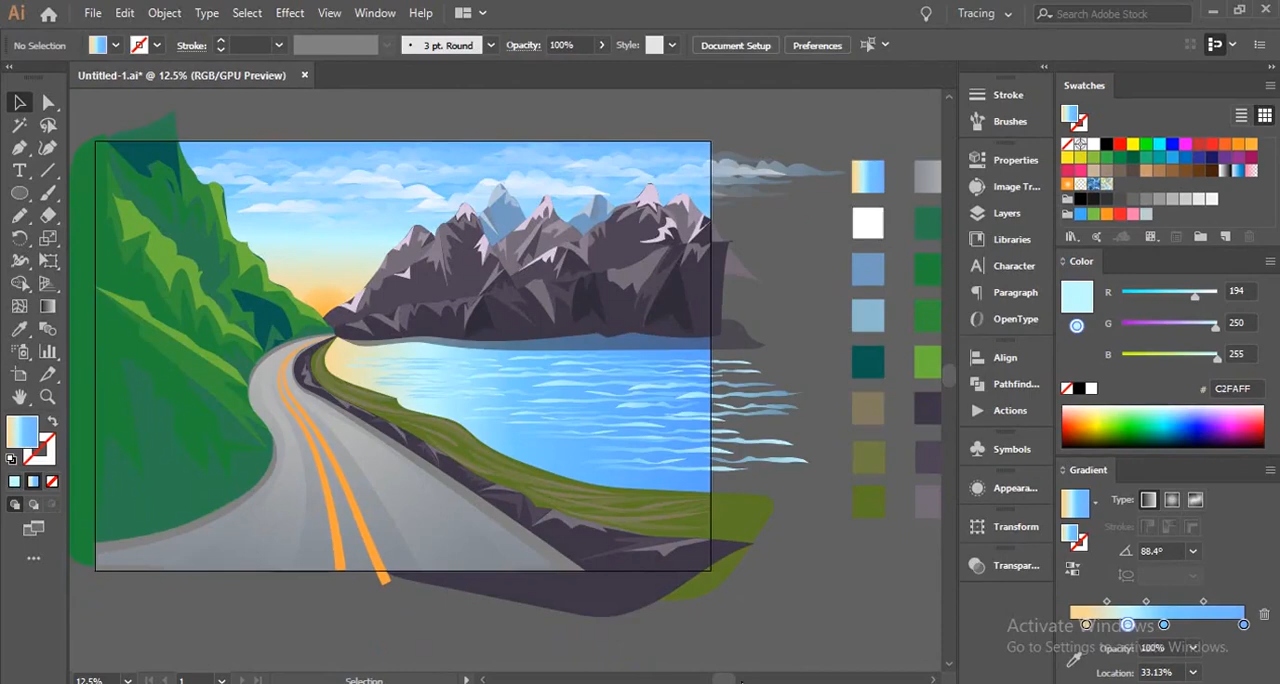 Ai File Edit Object Type Select Effect View Window Help Tracing Search Adobe Stock
No Selection Stroke: 3 pt. Round Opacity: 100% Style: Document Setup Preferences
Untitled-1.ai* @ 12.5% (RGB/GPU Preview)
Stroke
Brushes
Properties
Image Tr...
Layers
Libraries
Character
Paragraph
OpenType
Align
Pathfind...
Actions
Symbols
Appeara...
Transform
Transpar...
Swatches
Color
R 194
G 250
B 255
# C2FAFF
Gradient
Type:
Strokes:
88.4°
Activate Windows
Go to Settings to activate Windows.
Opacity: 100%
Location: 33.13%
12.5% 1 Selection